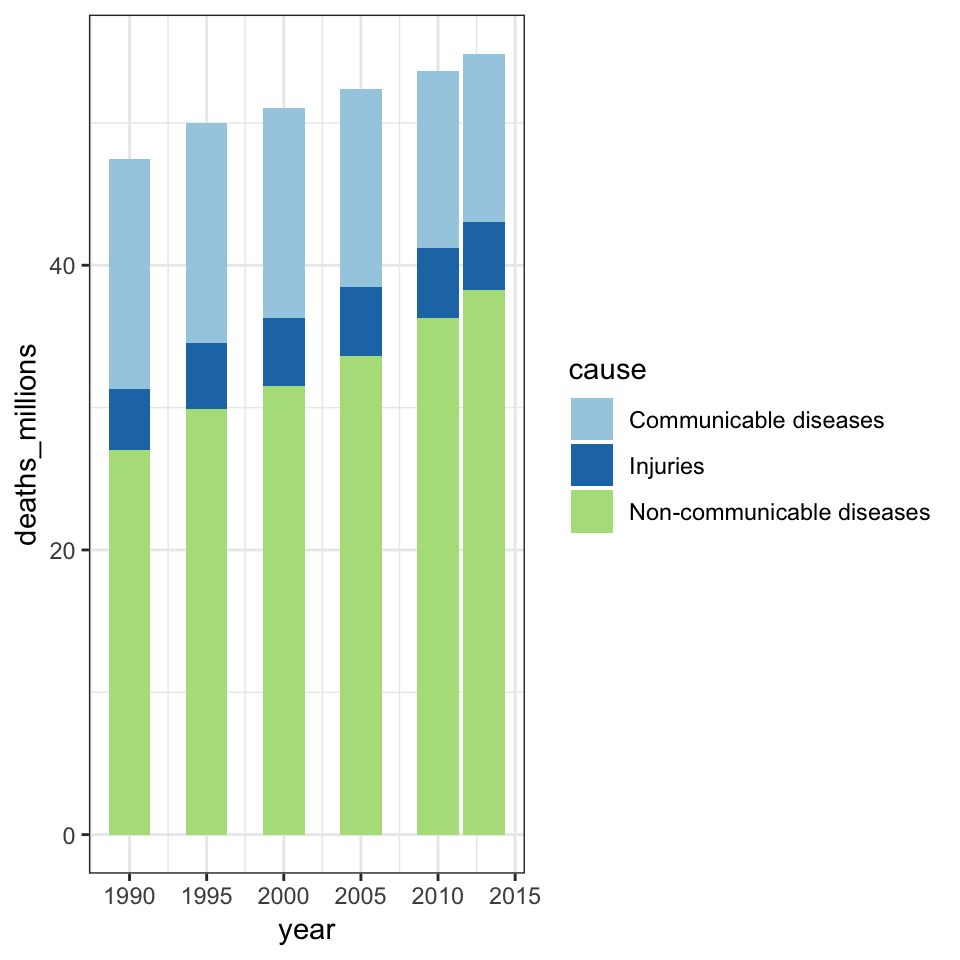 deaths_millions
40
20
0
1990 1995 2000 2005 2010 2015
year
cause
Communicable diseases
Injuries
Non-communicable diseases